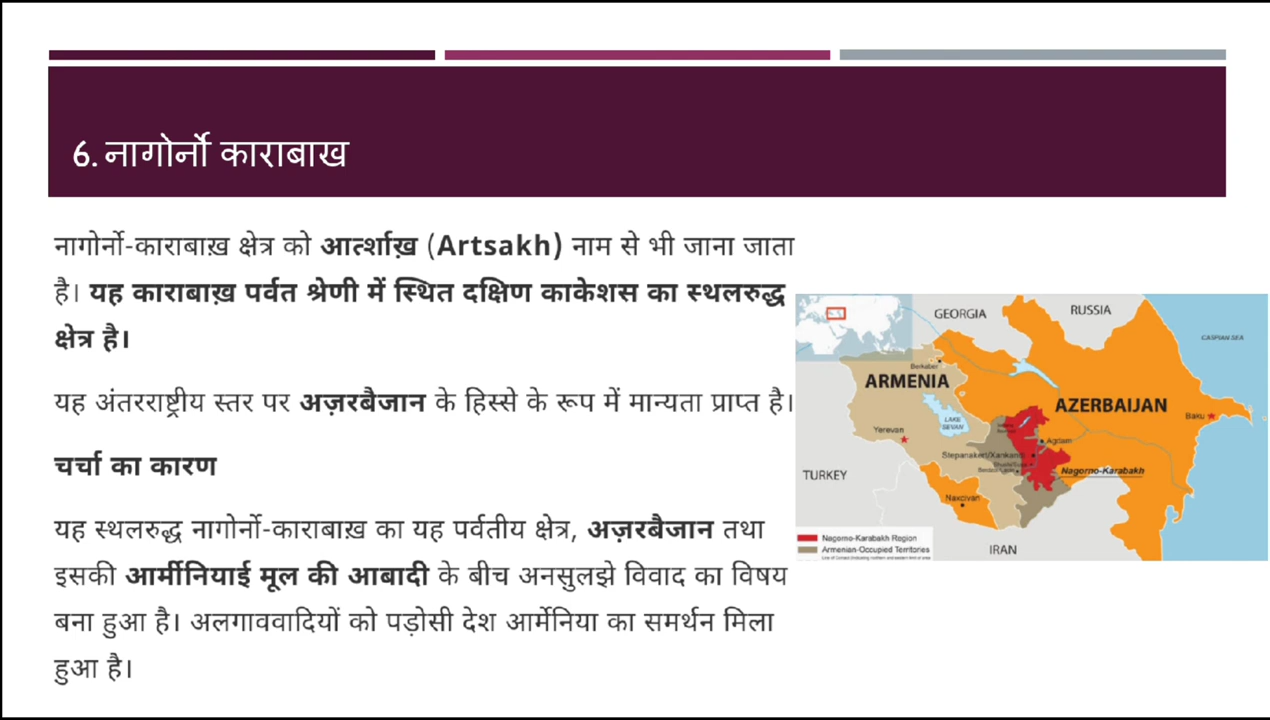 6. नागोर्नो काराबाख
नागोर्नो-काराबाख़ क्षेत्र को आर्त्शाख़ (Artsakh) नाम से भी जाना जाता
है। यह काराबाख़ पर्वत श्रेणी में स्थित दक्षिण काकेशस का स्थलरुद्ध
क्षेत्र है।
यह अंतरराष्ट्रीय स्तर पर अज़रबैजान के हिस्से के रूप में मान्यता प्राप्त है।
चर्चा का कारण
यह स्थलरुद्ध नागोर्नो-काराबाख़ का यह पर्वतीय क्षेत्र, अज़रबैजान तथा
इसकी आर्मीनियाई मूल की आबादी के बीच अनसुलझे विवाद का विषय
बना हुआ है। अलगाववादियों को पड़ोसी देश आर्मेनिया का समर्थन मिला
हुआ है।
GEORGIA
RUSSIA
CASPIAN SEA
Berkaber
ARMENIA
AZERBAIJAN
LAKE
SEVAN
Baku
Yerevan
Agdam
Stepanakert/Xankandi
Nagorno-Karabakh
TURKEY
Naxcivan
Nagorno-Karabakh Region
Armenian-Occupied Territories
IRAN